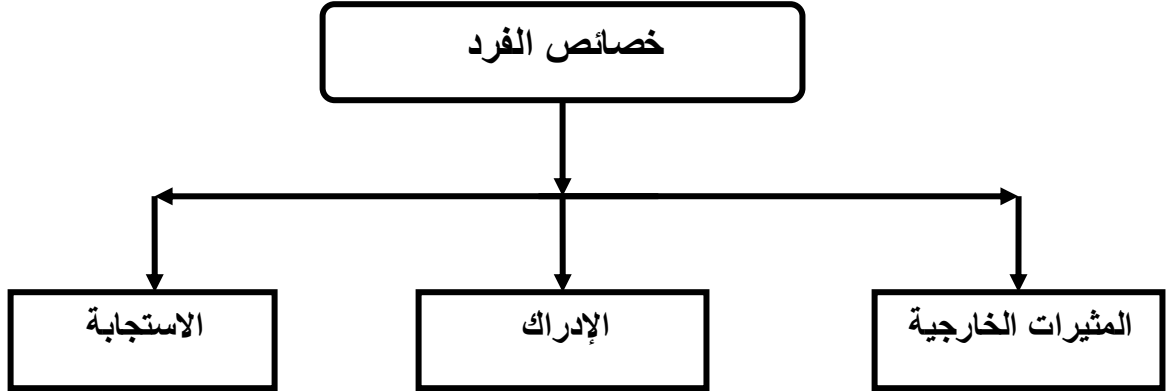 خصائص الفرد
المثيرات الخارجية
الإدراك
الاستجابة